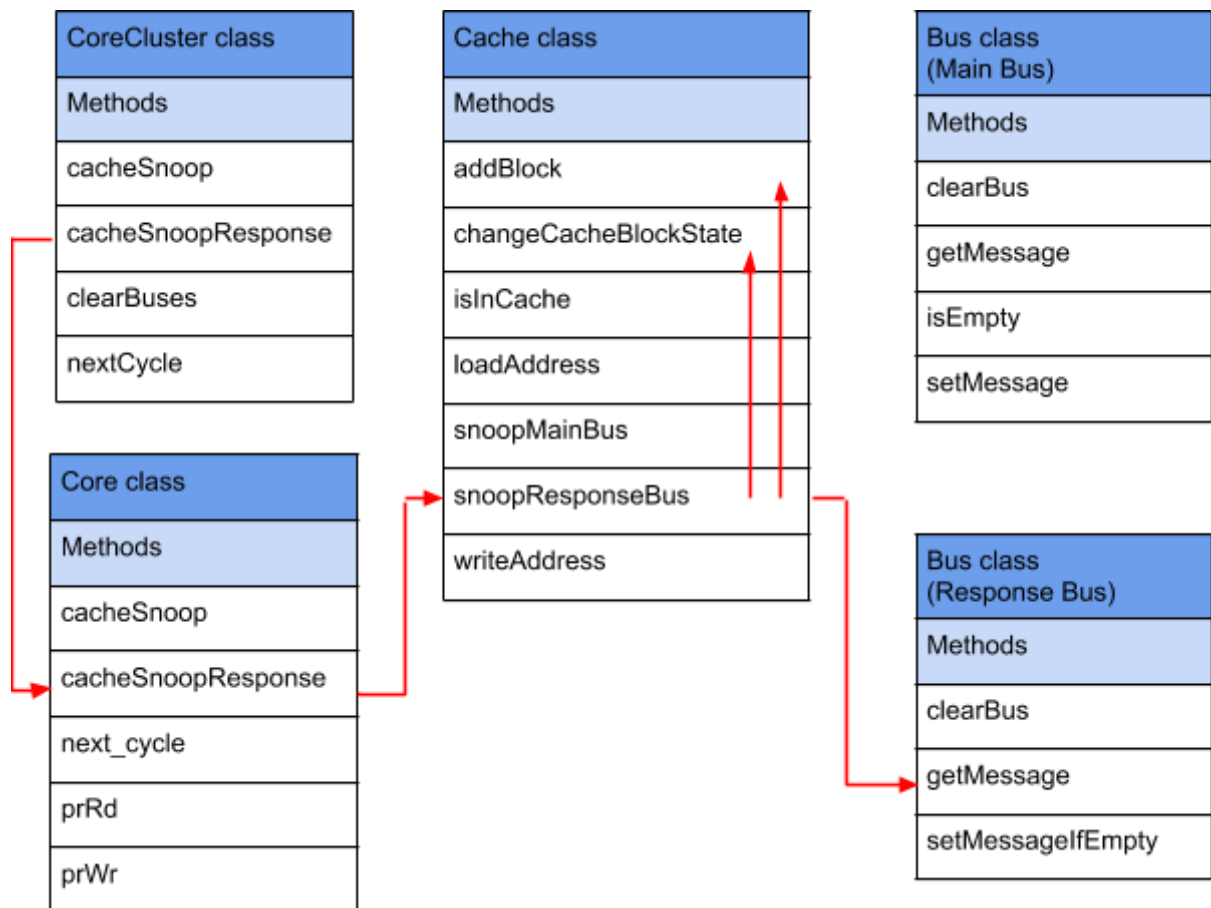 CoreCluster class
Methods
cacheSnoop
cacheSnoopResponse
clearBuses
nextCycle
Core class
Methods
cacheSnoop
cacheSnoopResponse
next_cycle
prRd
prWr
Cache class
Methods
addBlock
changeCacheBlockState
isInCache
loadAddress
snoopMainBus
snoopResponseBus
writeAddress
Bus class
(Main Bus)
Methods
clearBus
getMessage
isEmpty
setMessage
Bus class
(Response Bus)
Methods
clearBus
getMessage
setMessageIfEmpty